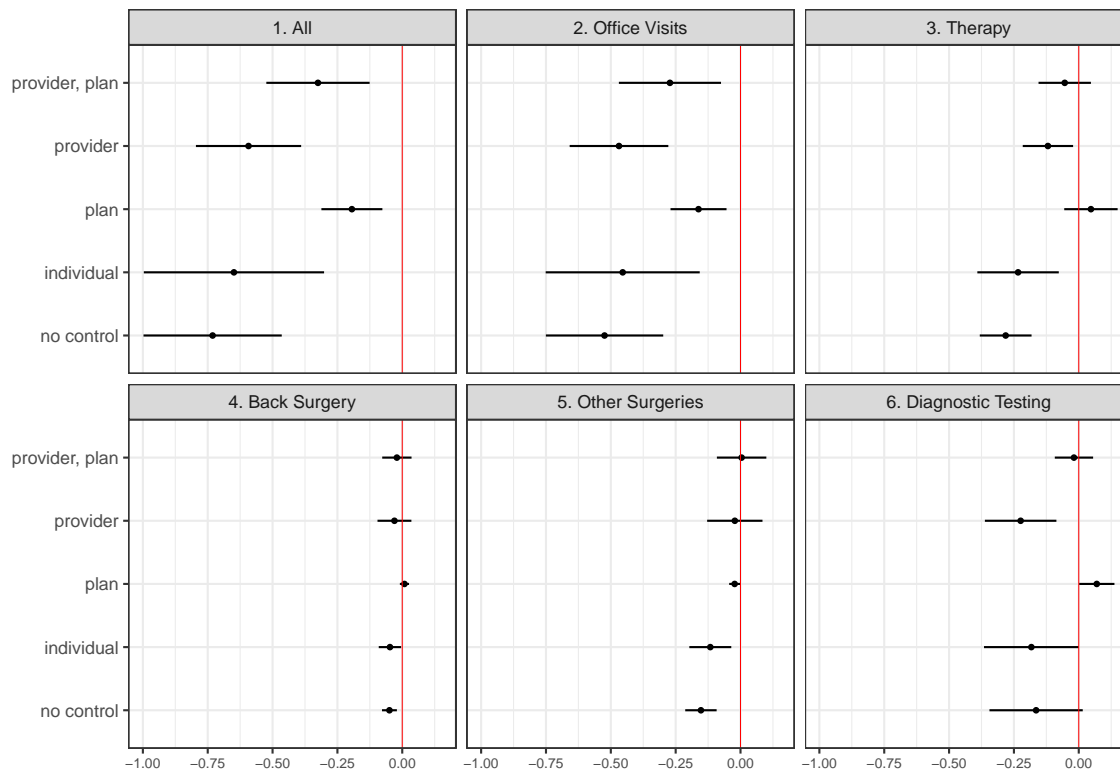 1. All 2. Office Visits 3. Therapy
provider, plan
provider
plan
individual
no control
4. Back Surgery 5. Other Surgeries 6. Diagnostic Testing
provider, plan
provider
plan
individual
no control
−1.00 −0.75 −0.50 −0.25 0.00 −1.00 −0.75 −0.50 −0.25 0.00 −1.00 −0.75 −0.50 −0.25 0.00